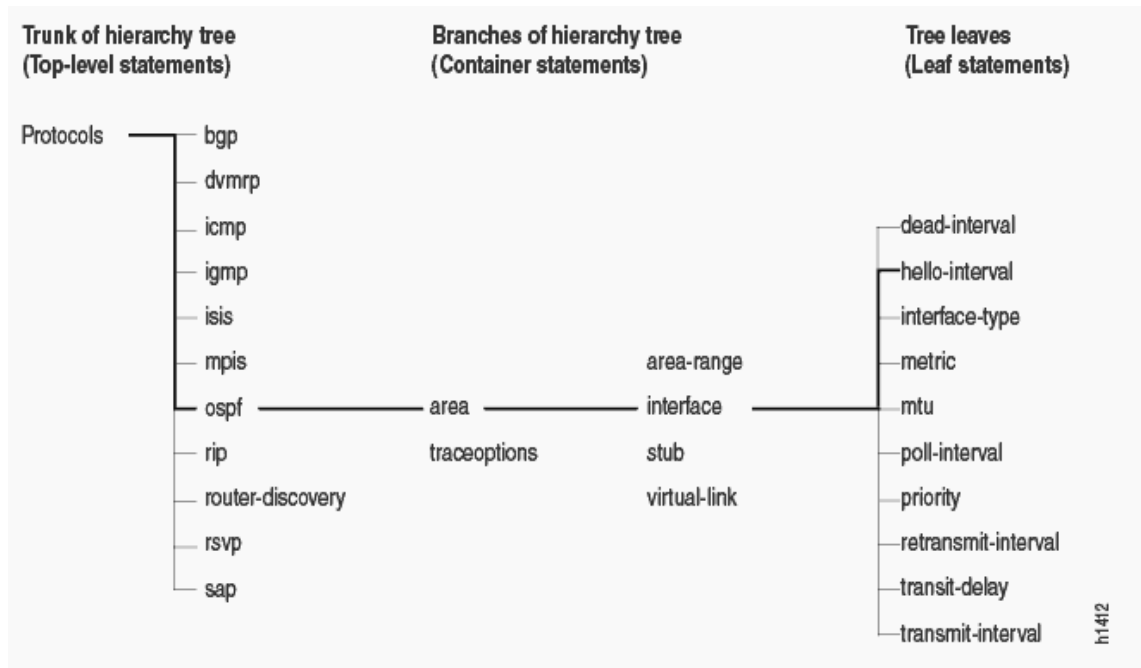 Trunk of hierarchy tree
(Top-level statements)
Branches of hierarchy tree
(Container statements)
Tree leaves
(Leaf statements)
Protocols
bgp
dvmrp
icmp
igmp
isis
mpls
ospf
rip
router-discovery
rsvp
sap
area
traceoptions
area-range
interface
stub
virtual-link
dead-interval
hello-interval
interface-type
metric
mtu
poll-interval
priority
retransmit-interval
transit-delay
transmit-interval
h1412